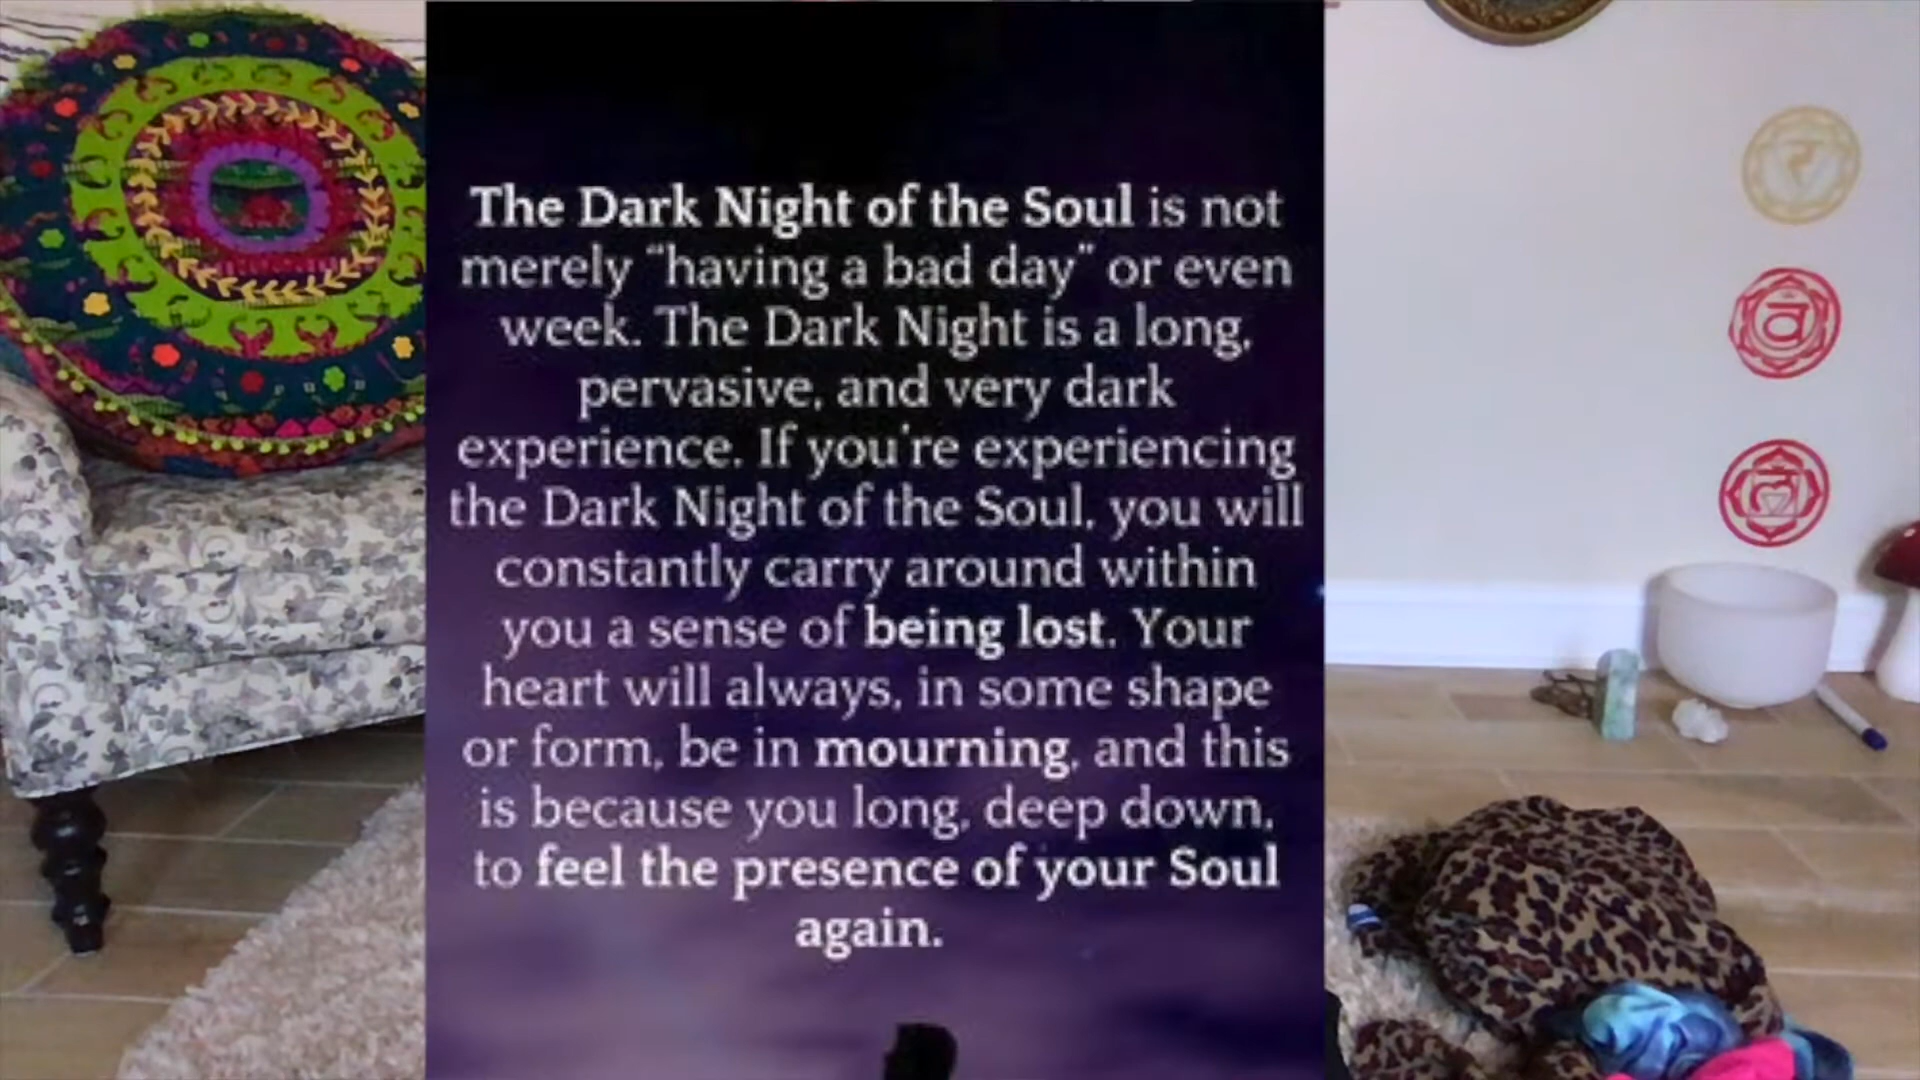 The Dark Night of the Soul is not
merely “having a bad day” or even
week. The Dark Night is a long,
pervasive, and very dark
experience. If you're experiencing
the Dark Night of the Soul, you will
constantly carry around within
you a sense of being lost. Your
heart will always, in some shape
or form, be in mourning, and this
is because you long, deep down,
to feel the presence of your Soul
again.
रं
वं
लं